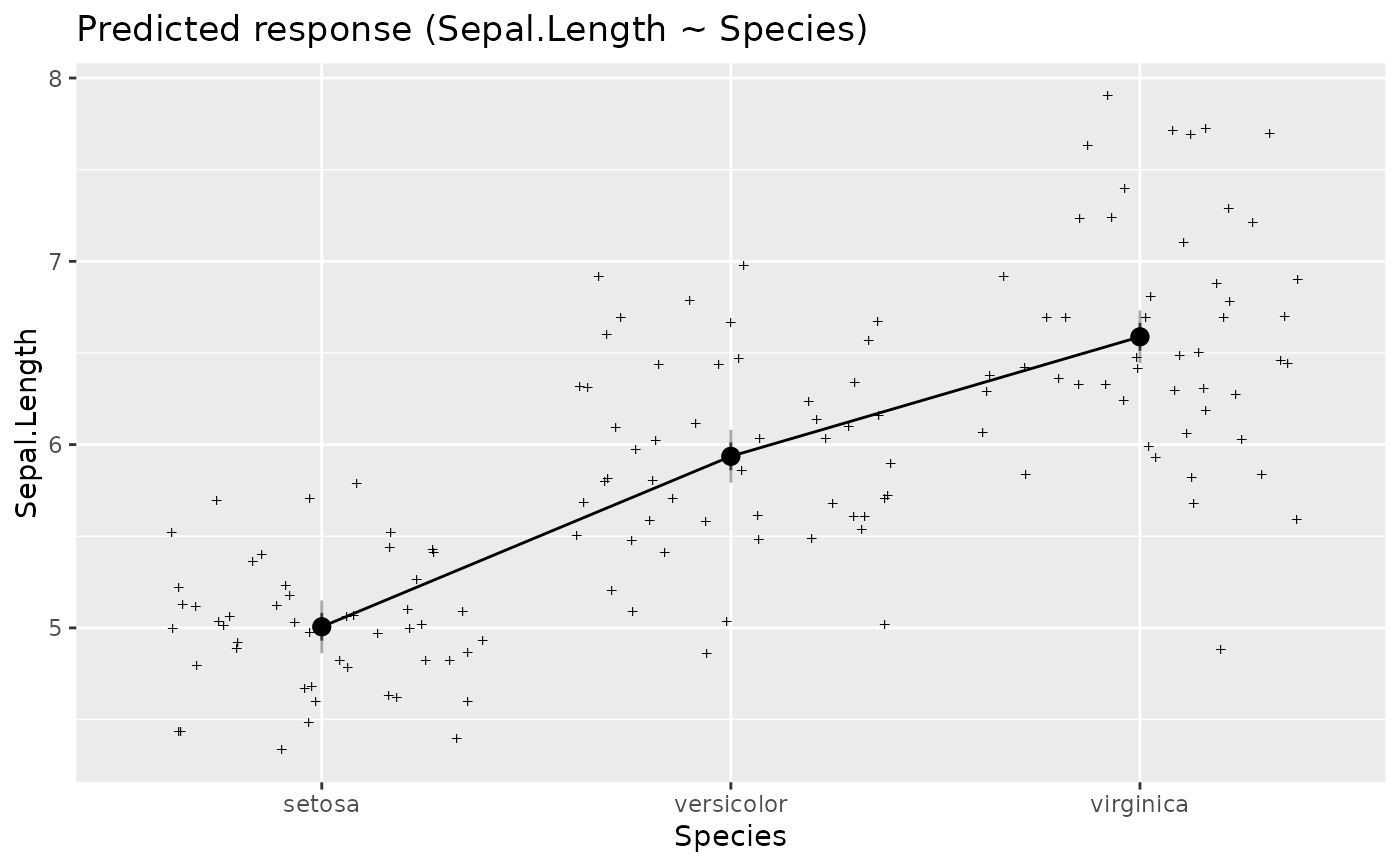 Predicted response (Sepal.Length ~ Species)
8
7
6
5
Sepal.Length
setosa
versicolor
virginica
Species